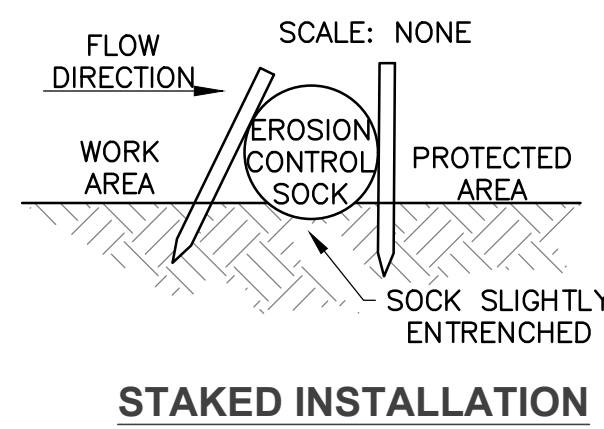 SCALE: NONE
FLOW
DIRECTION
EROSION
CONTROL
SOCK
WORK
AREA
PROTECTED
AREA
SOCK SLIGHTLY
ENTRENCHED
STAKED INSTALLATION